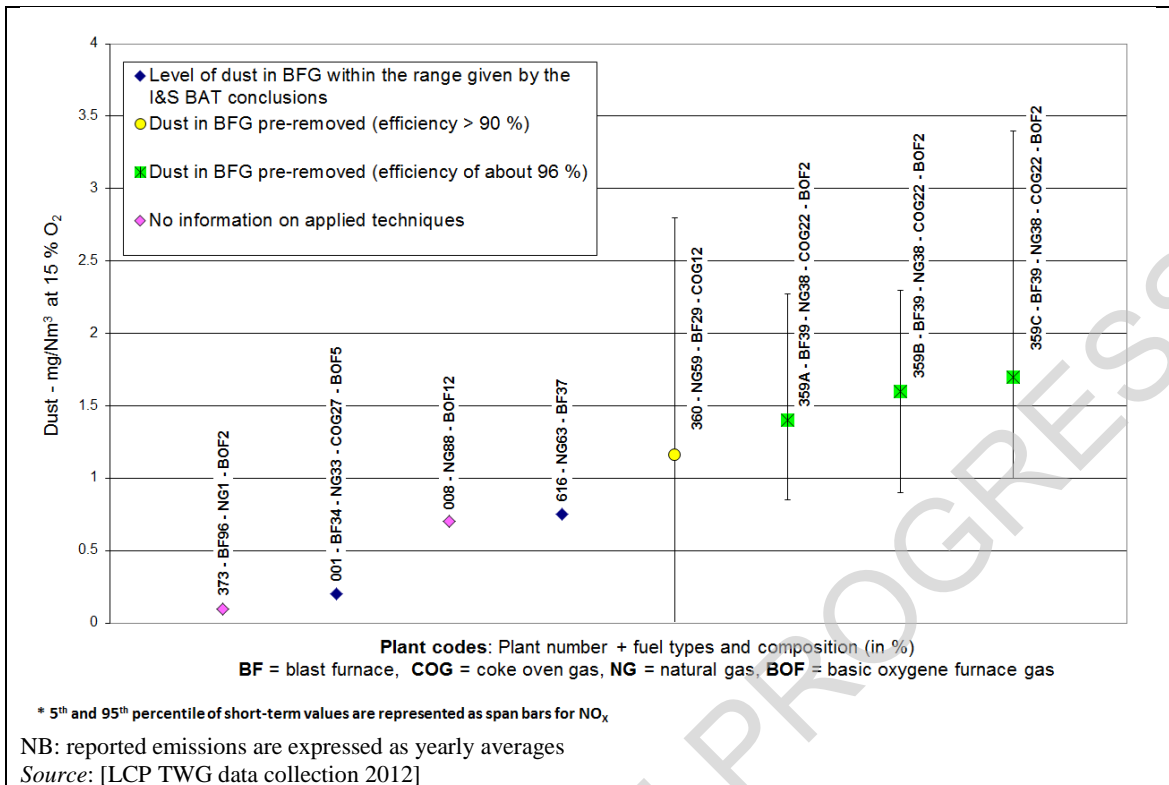 4
3.5
3
2.5
2
1.5
1
0.5
0
Dust - mg/Nm³ at 15 % O₂
Level of dust in BFG within the range given by the
I&S BAT conclusions
Dust in BFG pre-removed (efficiency > 90 %)
Dust in BFG pre-removed (efficiency of about 96 %)
No information on applied techniques
373 - BF96 - NG1 - BOF2
001 - BF34 - NG33 - COG27 - BOF5
008 - NG88 - BOF12
616 - NG63 - BF37
360 - NG59 - BF29 - COG12
359A - BF39 - NG38 - COG22 - BOF2
359B - BF39 - NG38 - COG22 - BOF2
359C - BF39 - NG38 - COG22 - BOF2
Plant codes: Plant number + fuel types and composition (in %)
BF = blast furnace, COG = coke oven gas, NG = natural gas, BOF = basic oxygene furnace gas
* 5th and 95th percentile of short-term values are represented as span bars for NOX
NB: reported emissions are expressed as yearly averages
Source: [LCP TWG data collection 2012]
PROGRESS